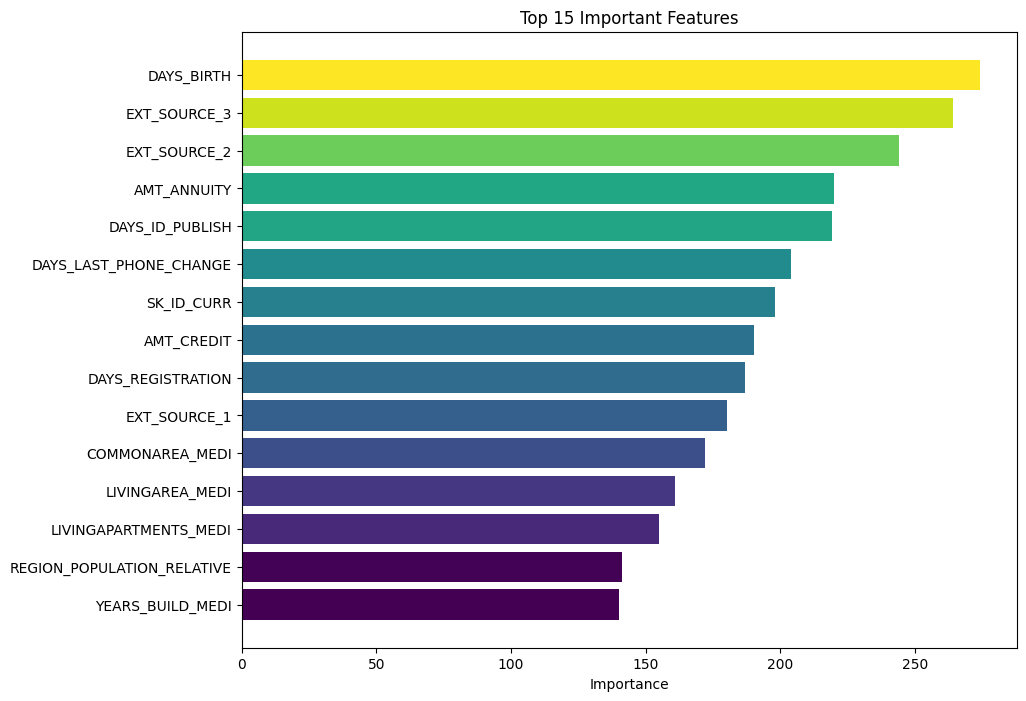 Top 15 Important Features
DAYS_BIRTH
EXT_SOURCE_3
EXT_SOURCE_2
AMT_ANNUITY
DAYS_ID_PUBLISH
DAYS_LAST_PHONE_CHANGE
SK_ID_CURR
AMT_CREDIT
DAYS_REGISTRATION
EXT_SOURCE_1
COMMONAREA_MEDI
LIVINGAREA_MEDI
LIVINGAPARTMENTS_MEDI
REGION_POPULATION_RELATIVE
YEARS_BUILD_MEDI
0 50 100 150 200 250
Importance